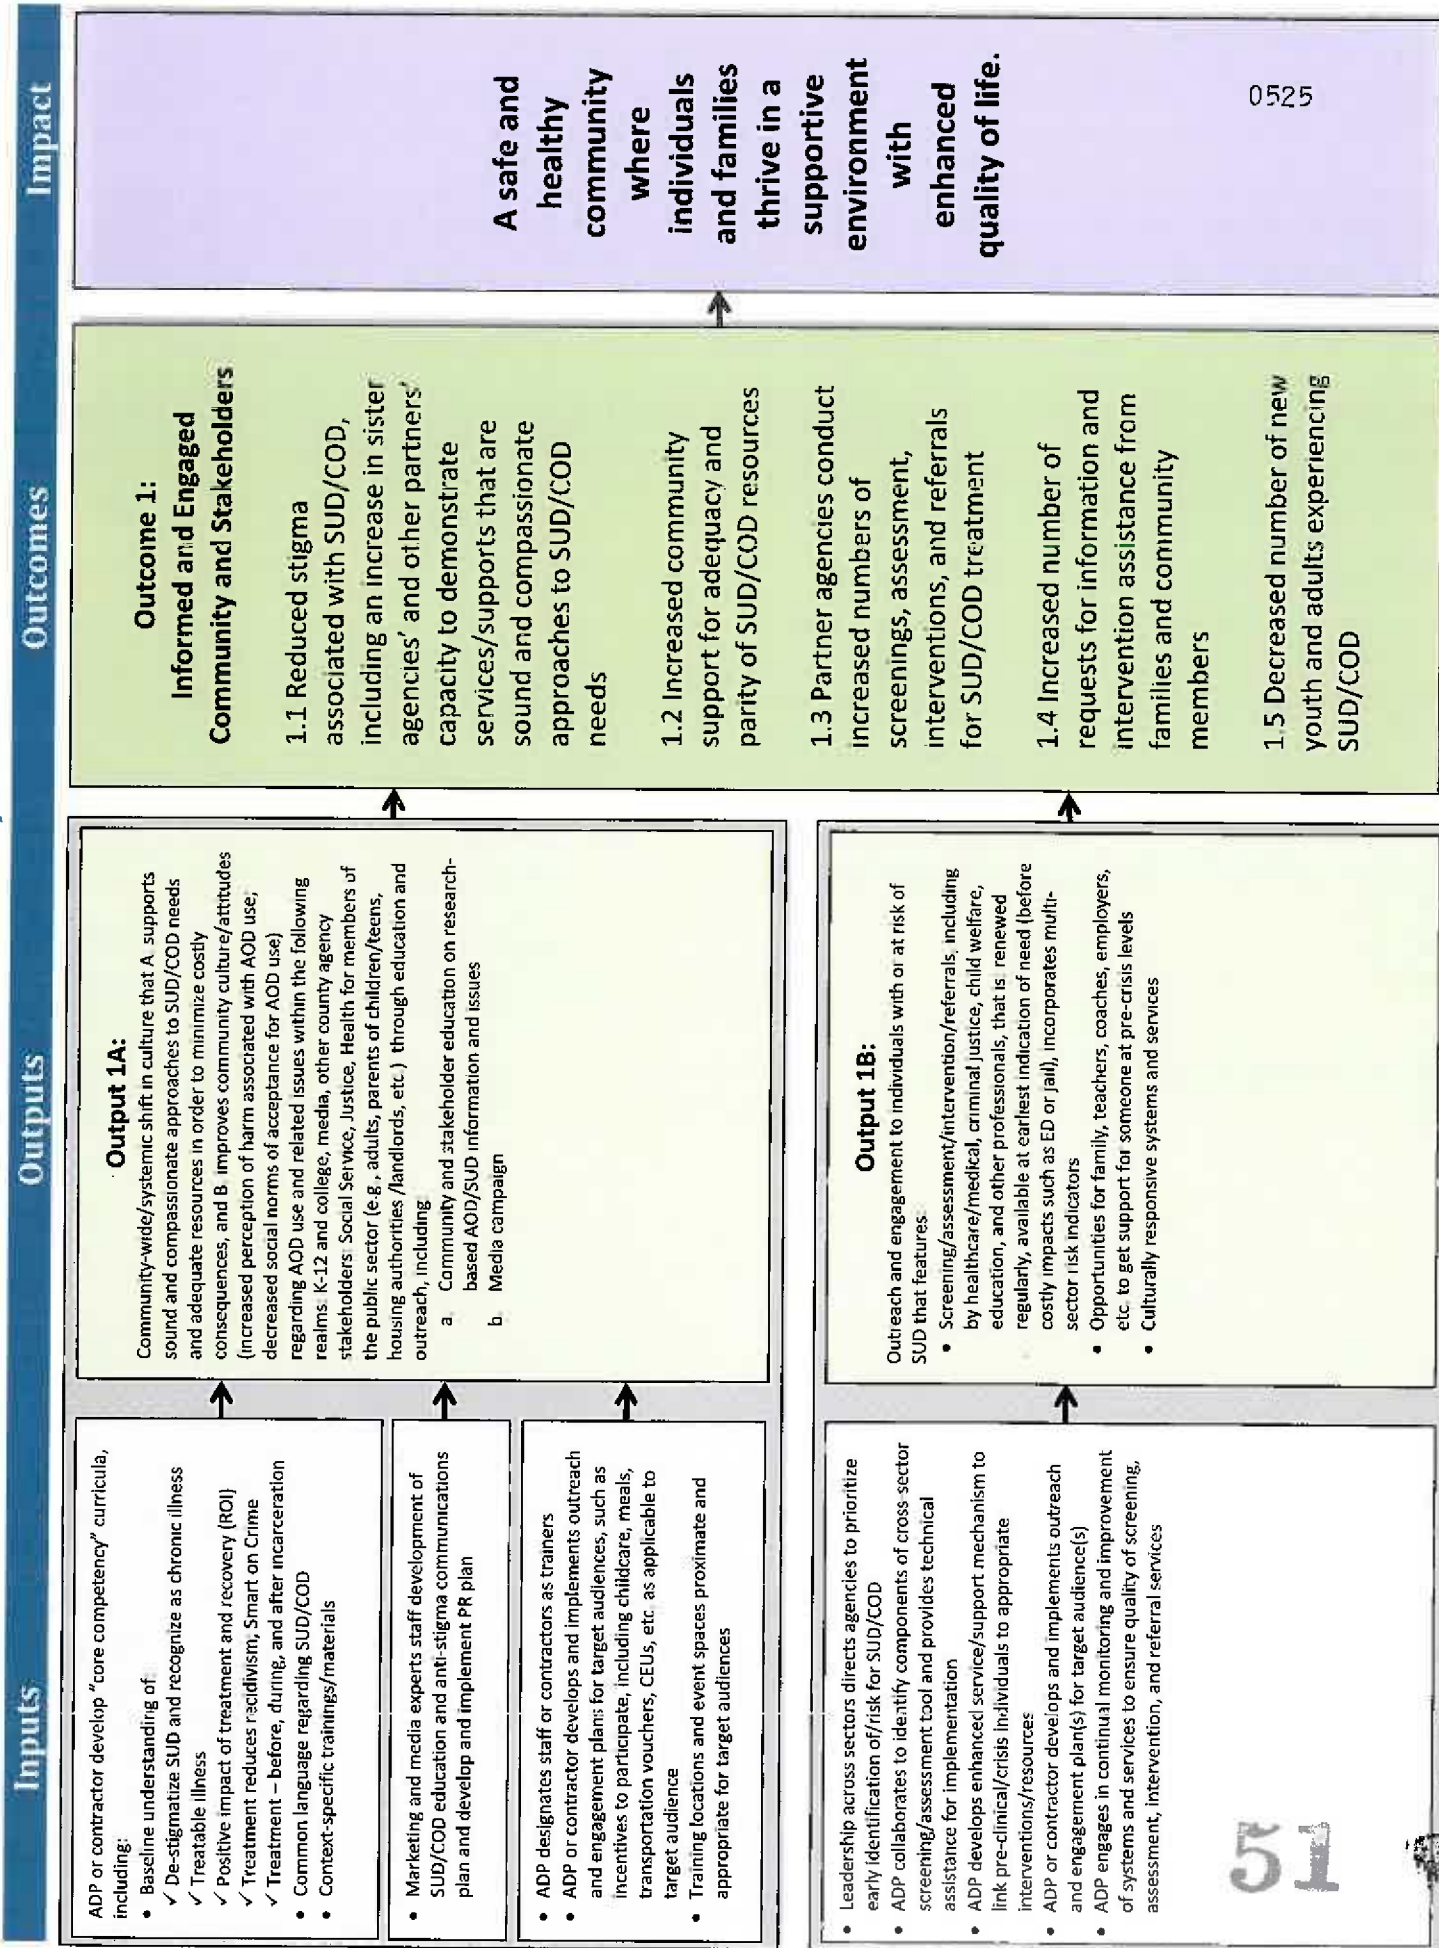 Inputs
Outputs
Outcomes
Impact
ADP or contractor develop "core competency" curricula,
including:
• Baseline understanding of:
✓ De-stigmatize SUD and recognize as chronic illness
✓ Treatable illness
✓ Positive impact of treatment and recovery (ROI)
✓ Treatment reduces recidivism; Smart on Crime
✓ Treatment – before, during, and after incarceration
• Common language regarding SUD/COD
• Context-specific trainings/materials
• Marketing and media experts staff development of
SUD/COD education and anti-stigma communications
plan and develop and implement PR plan
• ADP designates staff or contractors as trainers
• ADP or contractor develops and implements outreach
and engagement plans for target audiences, such as
incentives to participate, including childcare, meals,
transportation vouchers, CEUs, etc. as applicable to
target audience
• Training locations and event spaces proximate and
appropriate for target audiences
Output 1A:
Community-wide/systemic shift in culture that A. supports
sound and compassionate approaches to SUD/COD needs
and adequate resources in order to minimize costly
consequences, and B. improves community culture/attitudes
(increased perception of harm associated with AOD use;
decreased social norms of acceptance for AOD use)
regarding AOD use and related issues within the following
realms: K-12 and college, media, other county agency
stakeholders: Social Service, Justice, Health for members of
the public sector (e.g., adults, parents of children/teens,
housing authorities /landlords, etc.) through education and
outreach, including:
a. Community and stakeholder education on research-
based AOD/SUD information and issues
b. Media campaign
• Leadership across sectors directs agencies to prioritize
early identification of/risk for SUD/COD
• ADP collaborates to identify components of cross-sector
screening/assessment tool and provides technical
assistance for implementation
• ADP develops enhanced service/support mechanism to
link pre-clinical/crisis individuals to appropriate
interventions/resources
• ADP or contractor develops and implements outreach
and engagement plan(s) for target audience(s)
• ADP engages in continual monitoring and improvement
of systems and services to ensure quality of screening,
assessment, intervention, and referral services
Output 1B:
Outreach and engagement to individuals with or at risk of
SUD that features:
• Screening/assessment/intervention/referrals, including
by healthcare/medical, criminal justice, child welfare,
education, and other professionals, that is renewed
regularly, available at earliest indication of need (before
costly impacts such as ED or jail), incorporates multi-
sector risk indicators
• Opportunities for family, teachers, coaches, employers,
etc. to get support for someone at pre-crisis levels
• Culturally responsive systems and services
Outcome 1:
Informed and Engaged
Community and Stakeholders
1.1 Reduced stigma
associated with SUD/COD,
including an increase in sister
agencies' and other partners'
capacity to demonstrate
services/supports that are
sound and compassionate
approaches to SUD/COD
needs
1.2 Increased community
support for adequacy and
parity of SUD/COD resources
1.3 Partner agencies conduct
increased numbers of
screenings, assessment,
interventions, and referrals
for SUD/COD treatment
1.4 Increased number of
requests for information and
intervention assistance from
families and community
members
1.5 Decreased number of new
youth and adults experiencing
SUD/COD
A safe and
healthy
community
where
individuals
and families
thrive in a
supportive
environment
with
enhanced
quality of life.
0525
51